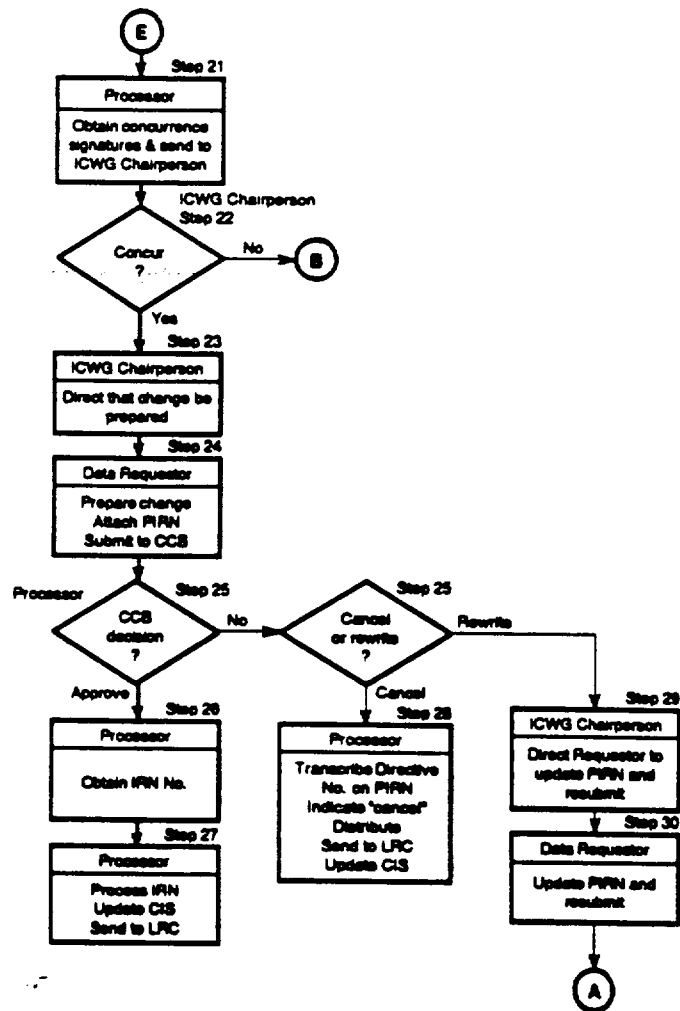 E
Step 21
Processor
Obtain concurrence
signatures & send to
ICWG Chairperson
ICWG Chairperson
Step 22
Concur
?
No
B
Yes
Step 23
ICWG Chairperson
Direct that change be
prepared
Step 24
Data Requestor
Prepare change
Attach PIRN
Submit to CCB
Processor
Step 25
CCB
decision
?
No
Step 25
Cancel
or rewrite
?
Rewrite
Approve
Step 26
Processor
Obtain IRN No.
Step 27
Processor
Process IRN
Update CIS
Send to LRC
Cancel
Step 28
Processor
Transcribe Directive
No. on PIRN
Indicate "cancel"
Distribute
Send to LRC
Update CIS
Step 29
ICWG Chairperson
Direct Requestor to
update PIRN and
resubmit
Step 30
Data Requestor
Update PIRN and
resubmit
A